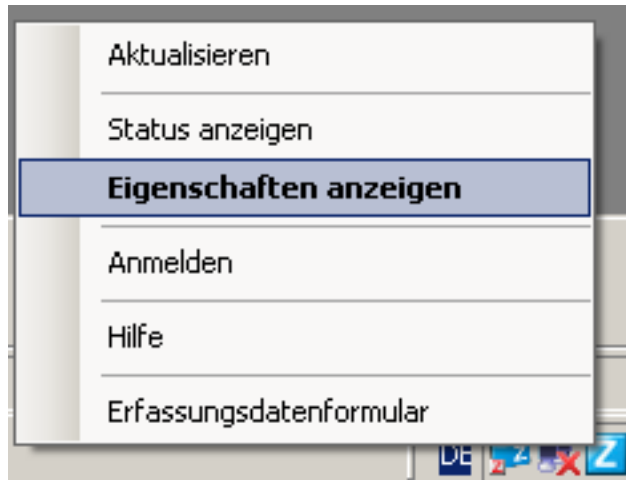 Aktualisieren
Status anzeigen
Eigenschaften anzeigen
Anmelden
Hilfe
Erfassungsdatenformular
DE Z Z Z